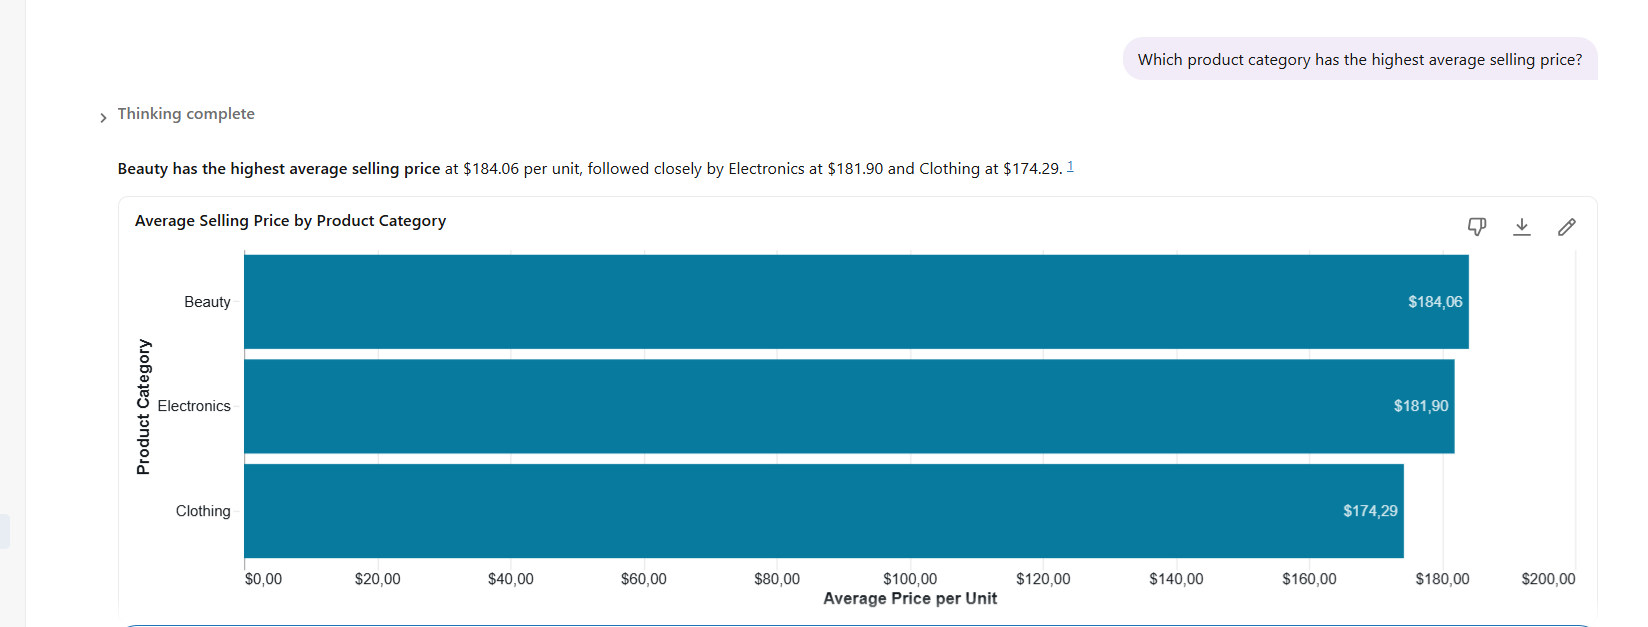 Which product category has the highest average selling price?
Thinking complete
Beauty has the highest average selling price at $184.06 per unit, followed closely by Electronics at $181.90 and Clothing at $174.29. 1
Average Selling Price by Product Category
Product Category
Beauty
$184,06
Electronics
$181,90
Clothing
$174,29
$0,00 $20,00 $40,00 $60,00 $80,00 $100,00 $120,00 $140,00 $160,00 $180,00 $200,00
Average Price per Unit